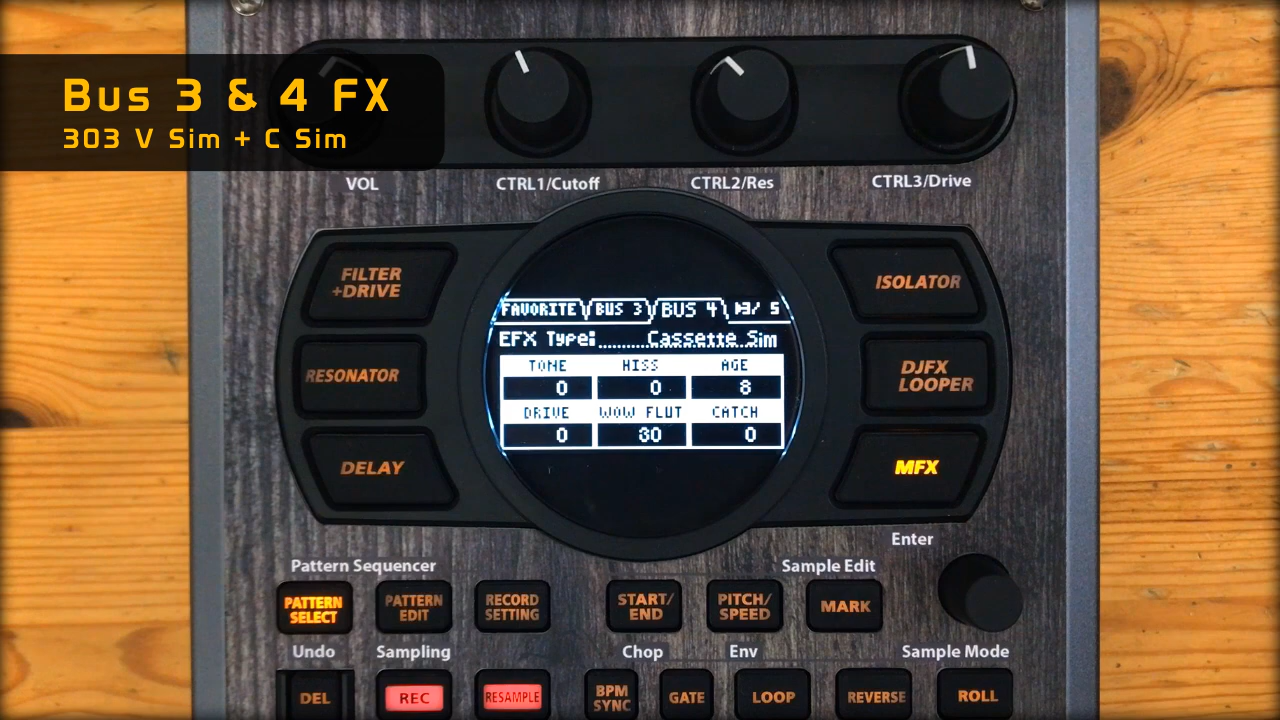 Bus 3 & 4 FX
303 V Sim + C Sim
VOL
CTRL1/Cutoff
CTRL2/Res
CTRL3/Drive
FILTER
+DRIVE
ISOLATOR
FAVORITE BUS 3 BUS 4 3/ 5
EFX Type: Cassette Sim
TONE HISS AGE
0 0 8
DRIVE WOW FLUT CATCH
0 30 0
RESONATOR
DJFX
LOOPER
DELAY
MFX
Enter
Pattern Sequencer
Sample Edit
PATTERN
SELECT
PATTERN
EDIT
RECORD
SETTING
START/
END
PITCH/
SPEED
MARK
Undo
Sampling
Chop
Env
Sample Mode
DEL
REC
RESAMPLE
BPM
SYNC
GATE
LOOP
REVERSE
ROLL